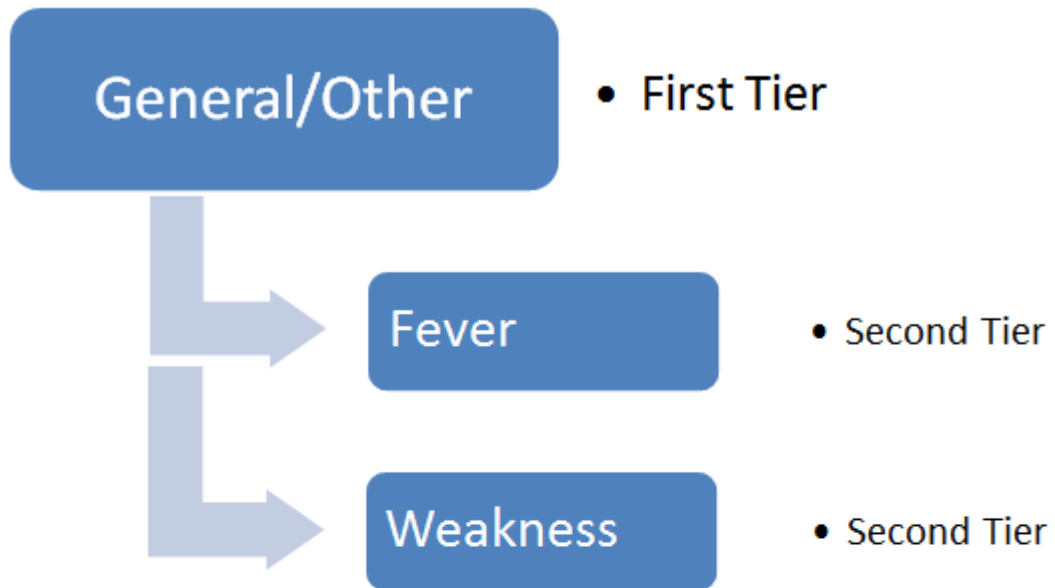 General/Other
• First Tier
Fever
• Second Tier
Weakness
• Second Tier